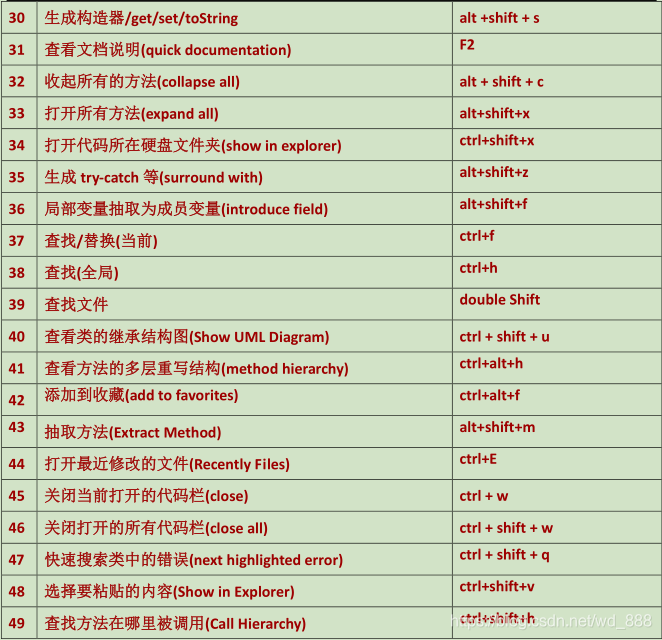 30 生成构造器/get/set/toString alt +shift + s
31 查看文档说明(quick documentation) F2
32 收起所有的方法(collapse all) alt + shift + c
33 打开所有方法(expand all) alt+shift+x
34 打开代码所在硬盘文件夹(show in explorer) ctrl+shift+x
35 生成 try-catch 等(surround with) alt+shift+z
36 局部变量抽取为成员变量(introduce field) alt+shift+f
37 查找/替换(当前) ctrl+f
38 查找(全局) ctrl+h
39 查找文件 double Shift
40 查看类的继承结构图(Show UML Diagram) ctrl + shift + u
41 查看方法的多层重写结构(method hierarchy) ctrl+alt+h
42 添加到收藏(add to favorites) ctrl+alt+f
43 抽取方法(Extract Method) alt+shift+m
44 打开最近修改的文件(Recently Files) ctrl+E
45 关闭当前打开的代码栏(close) ctrl + w
46 关闭打开的所有代码栏(close all) ctrl + shift + w
47 快速搜索类中的错误(next highlighted error) ctrl + shift + q
48 选择要粘贴的内容(Show in Explorer) ctrl+shift+v
49 查找方法在哪里被调用(Call Hierarchy) ctrl+shift+h
https://blog.csdn.net/wd_888